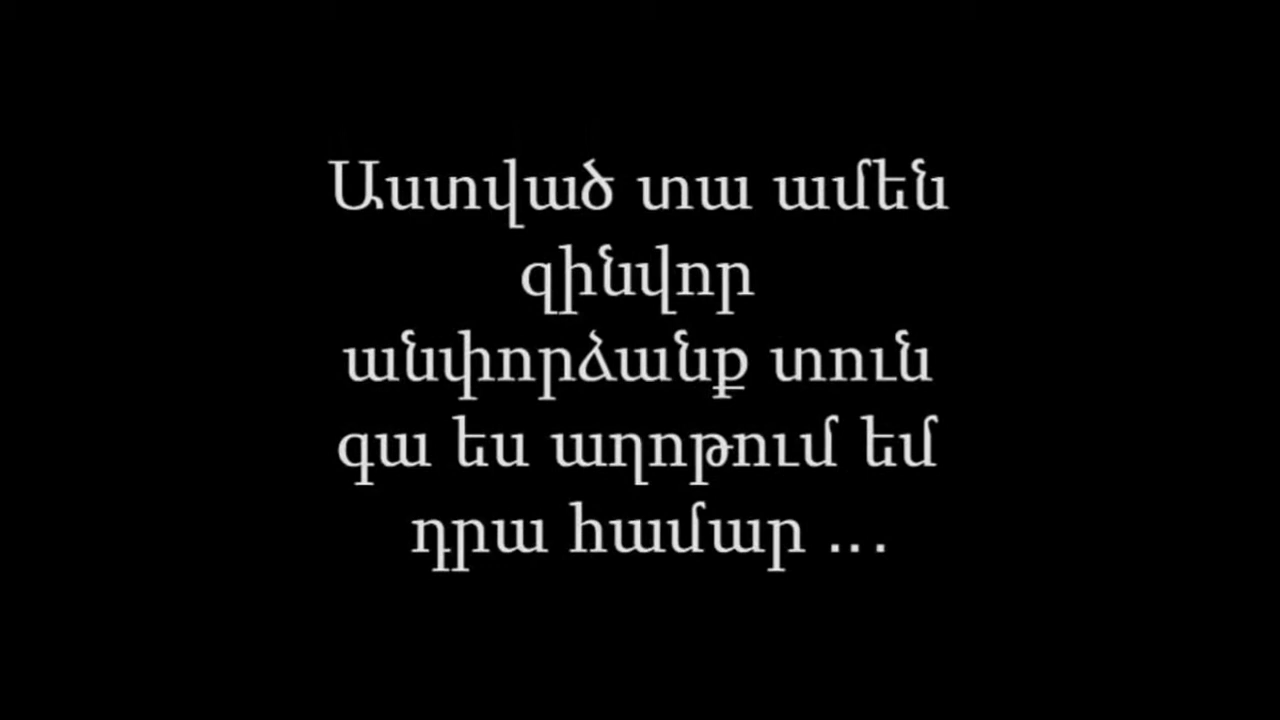 Աստված տա ամեն
զինվոր
անփորձանք տուն
գա ես աղոթում եմ
դրա համար ...